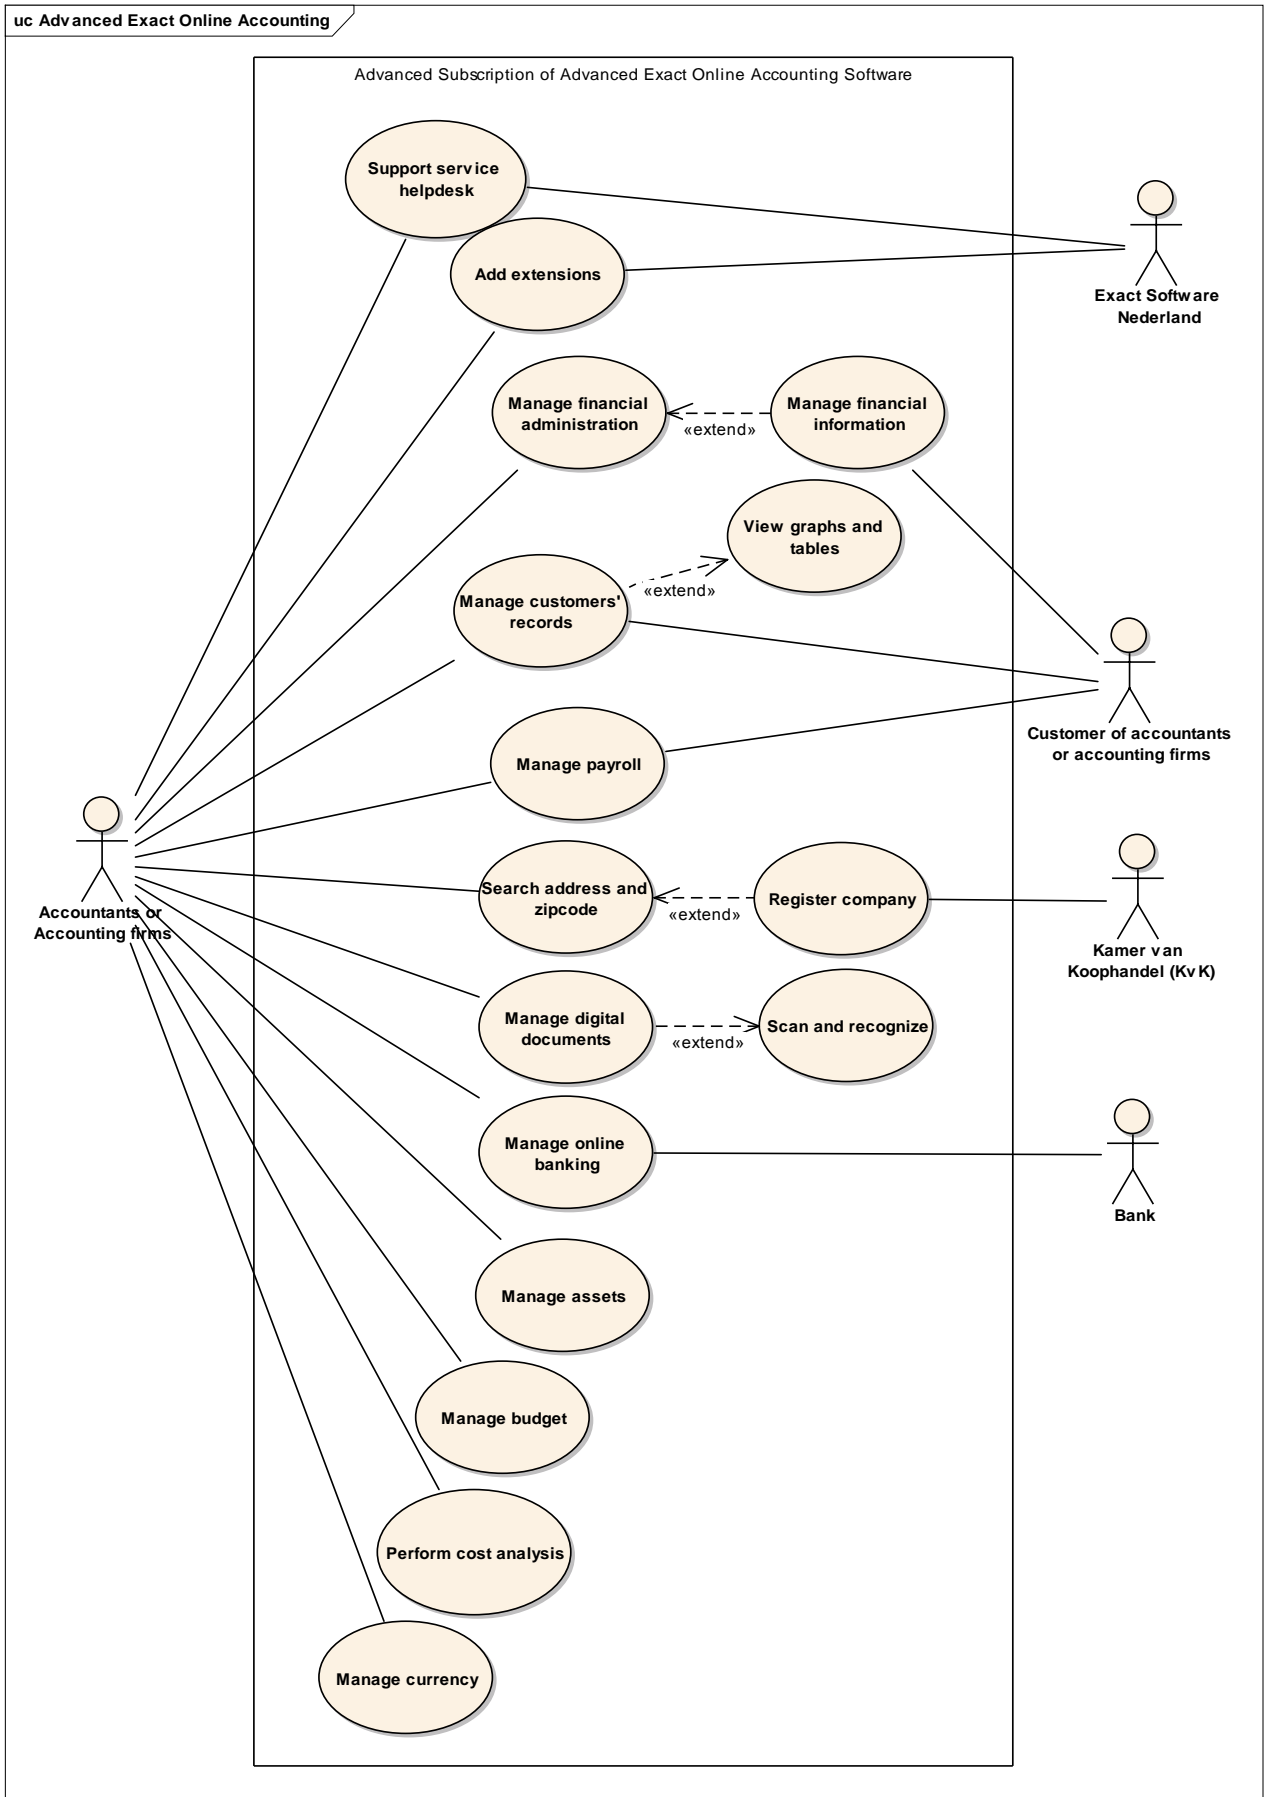 uc Advanced Exact Online Accounting
Advanced Subscription of Advanced Exact Online Accounting Software
Support service
helpdesk
Add extensions
Exact Software
Nederland
Manage financial
administration
«extend»
Manage financial
information
View graphs and
tables
«extend»
Manage customers'
records
Customer of accountants
or accounting firms
Manage payroll
Accountants or
Accounting firms
Search address and
zipcode
«extend»
Register company
Kamer van
Koophandel (KvK)
Manage digital
documents
«extend»
Scan and recognize
Manage online
banking
Bank
Manage assets
Manage budget
Perform cost analysis
Manage currency